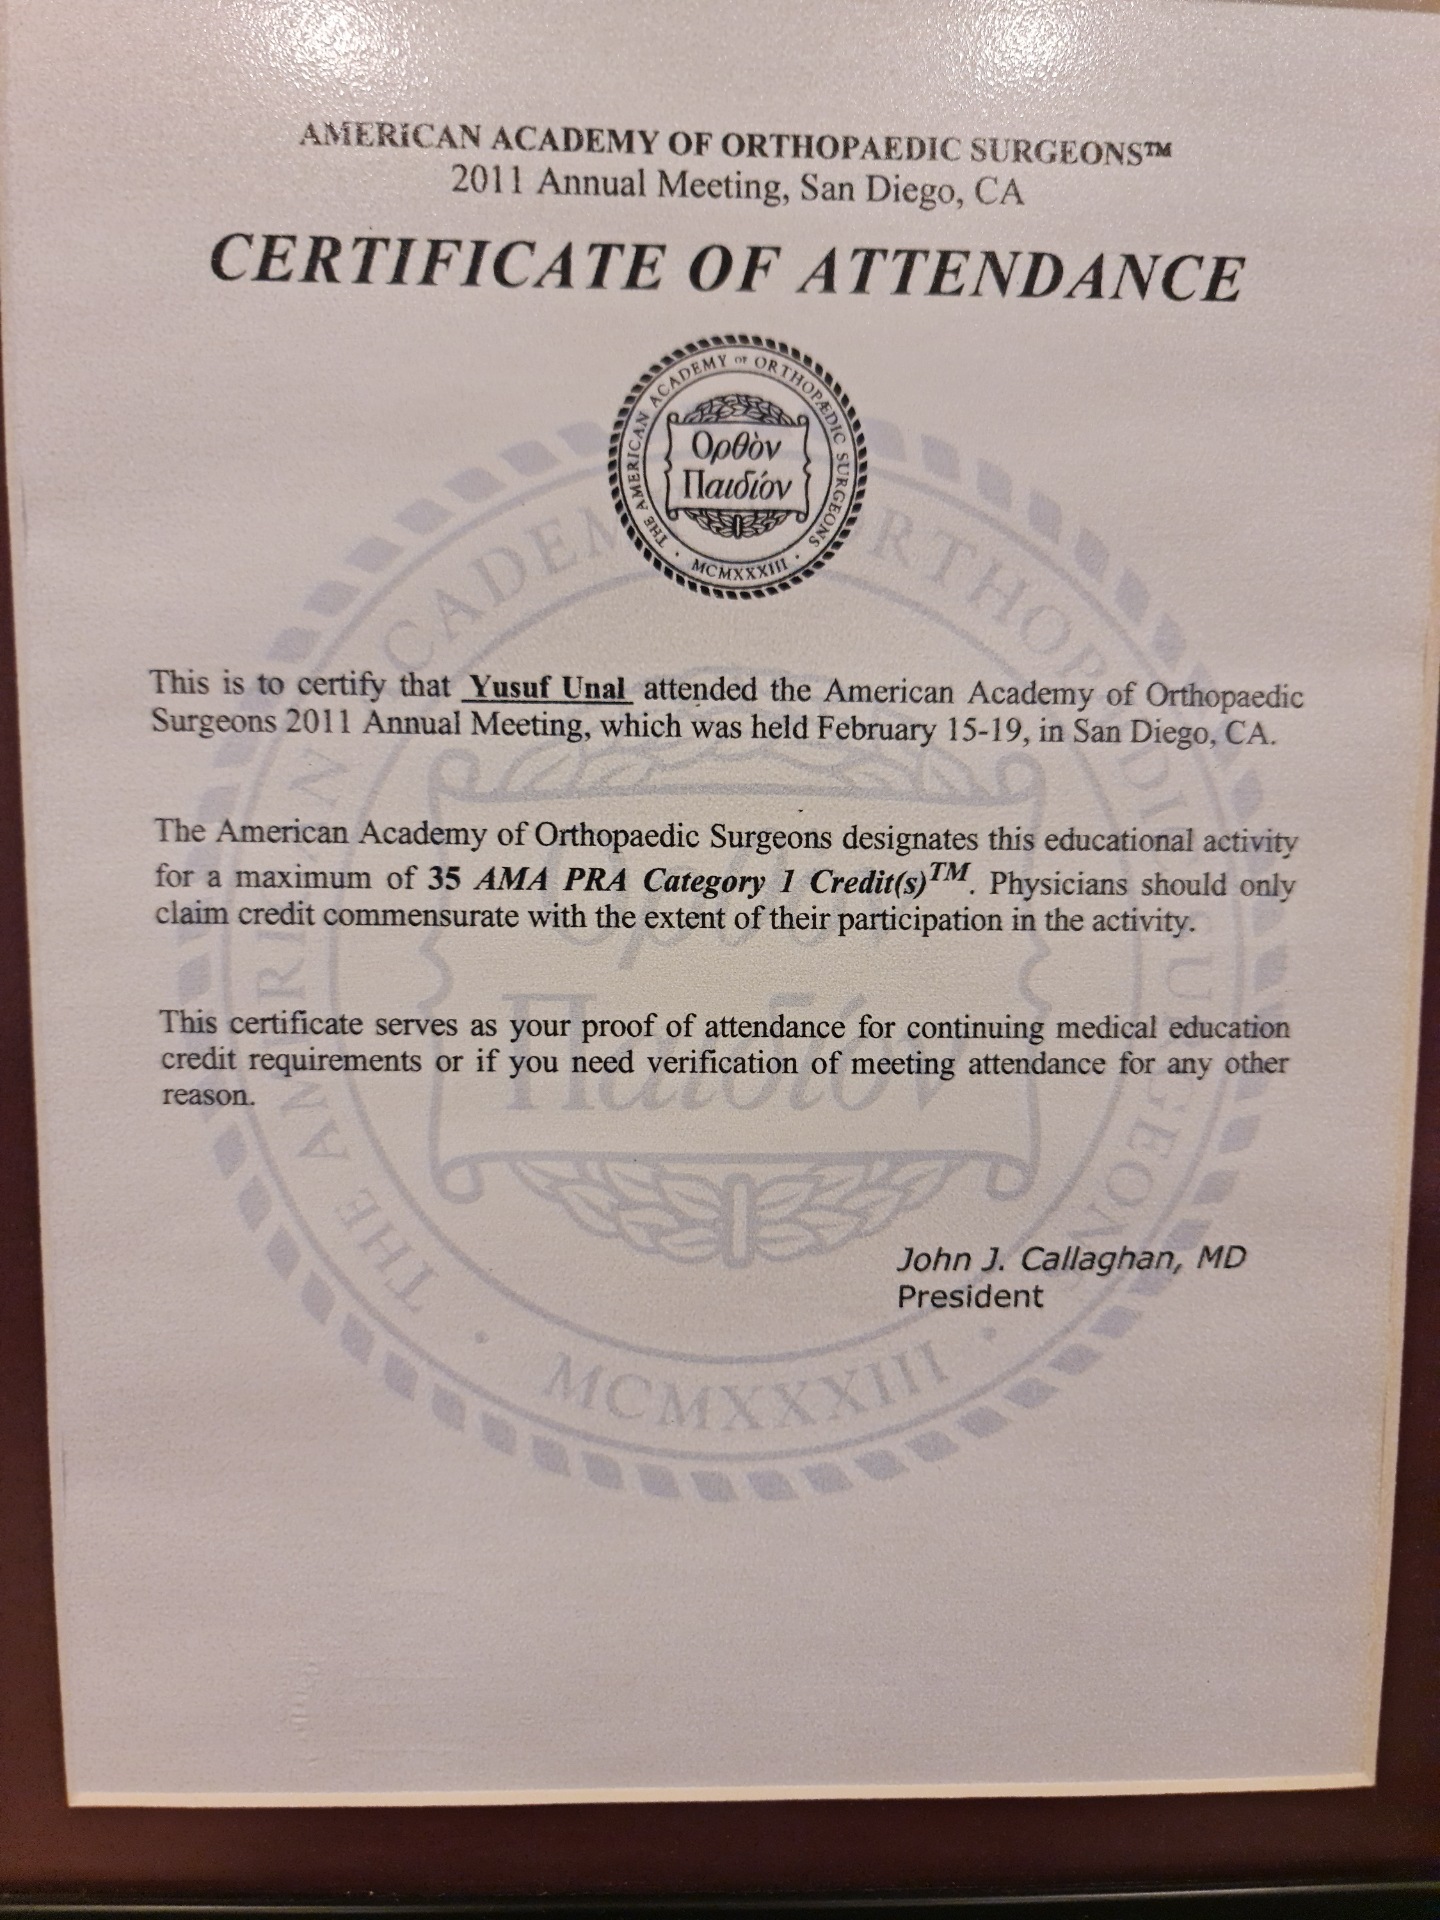 AMERICAN ACADEMY OF ORTHOPAEDIC SURGEONS™
2011 Annual Meeting, San Diego, CA
CERTIFICATE OF ATTENDANCE
THE AMERICAN ACADEMY OF ORTHOPÆDIC SURGEONS
Ορθὸν
Παιδίον
· MCMXXXIII ·
This is to certify that Yusuf Unal attended the American Academy of Orthopaedic
Surgeons 2011 Annual Meeting, which was held February 15-19, in San Diego, CA.
The American Academy of Orthopaedic Surgeons designates this educational activity
for a maximum of 35 AMA PRA Category 1 Credit(s)™. Physicians should only
claim credit commensurate with the extent of their participation in the activity.
This certificate serves as your proof of attendance for continuing medical education
credit requirements or if you need verification of meeting attendance for any other
reason.
John J. Callaghan, MD
President
· MCMXXXIII ·